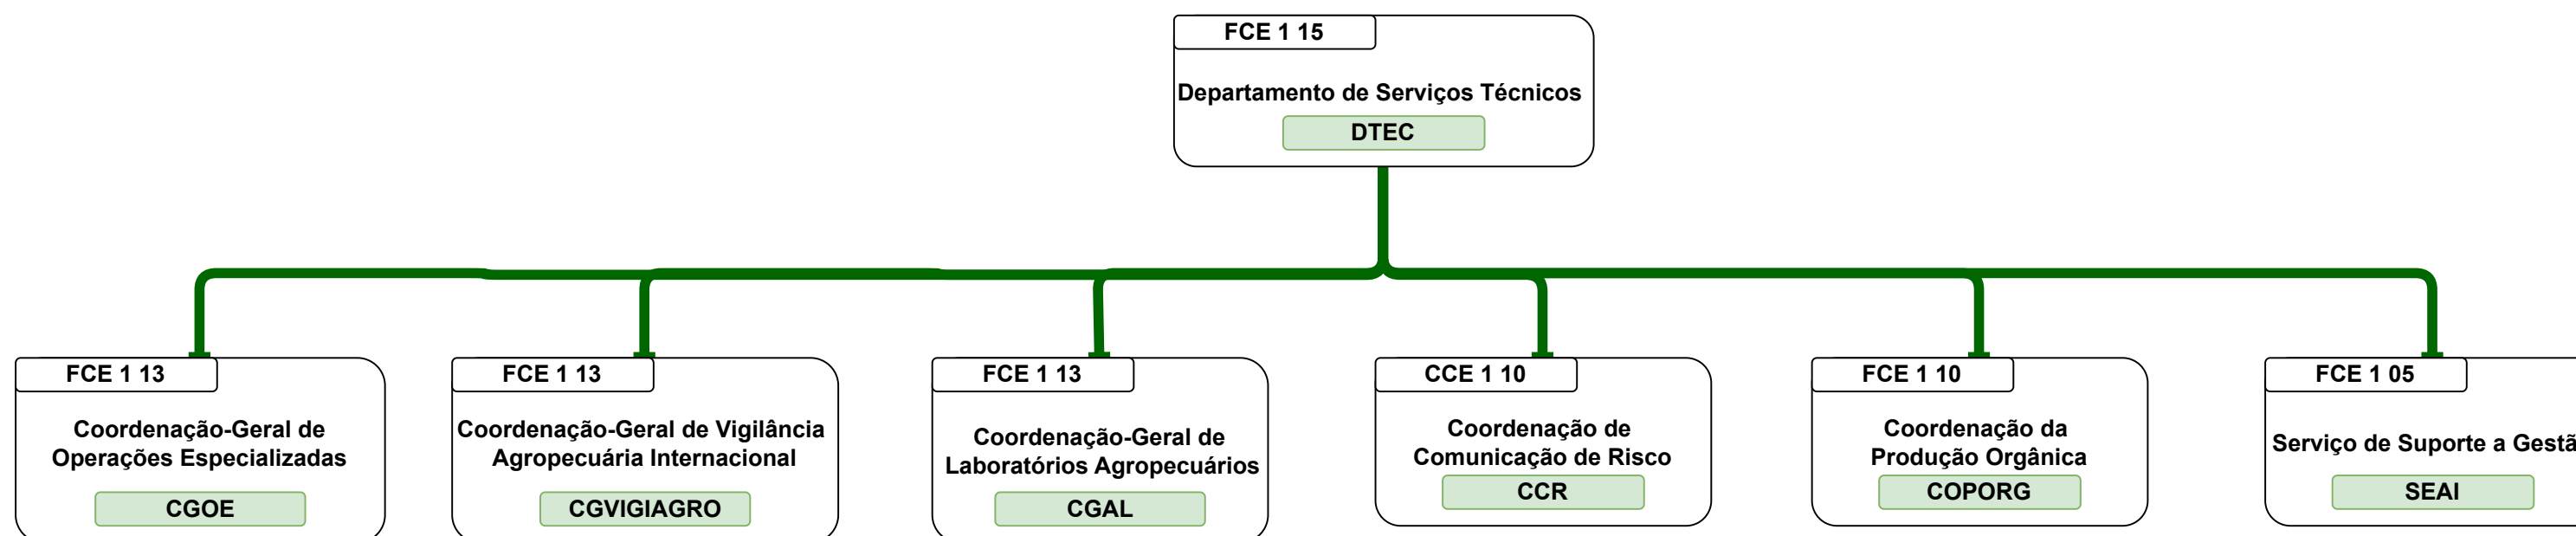 FCE 1 15
Departamento de Serviços Técnicos
DTEC
FCE 1 13
Coordenação-Geral de
Operações Especializadas
CGOE
FCE 1 13
Coordenação-Geral de Vigilância
Agropecuária Internacional
CGVIGIAGRO
FCE 1 13
Coordenação-Geral de
Laboratórios Agropecuários
CGAL
CCE 1 10
Coordenação de
Comunicação de Risco
CCR
FCE 1 10
Coordenação da
Produção Orgânica
COPORG
FCE 1 05
Serviço de Suporte a Gestã
SEAI